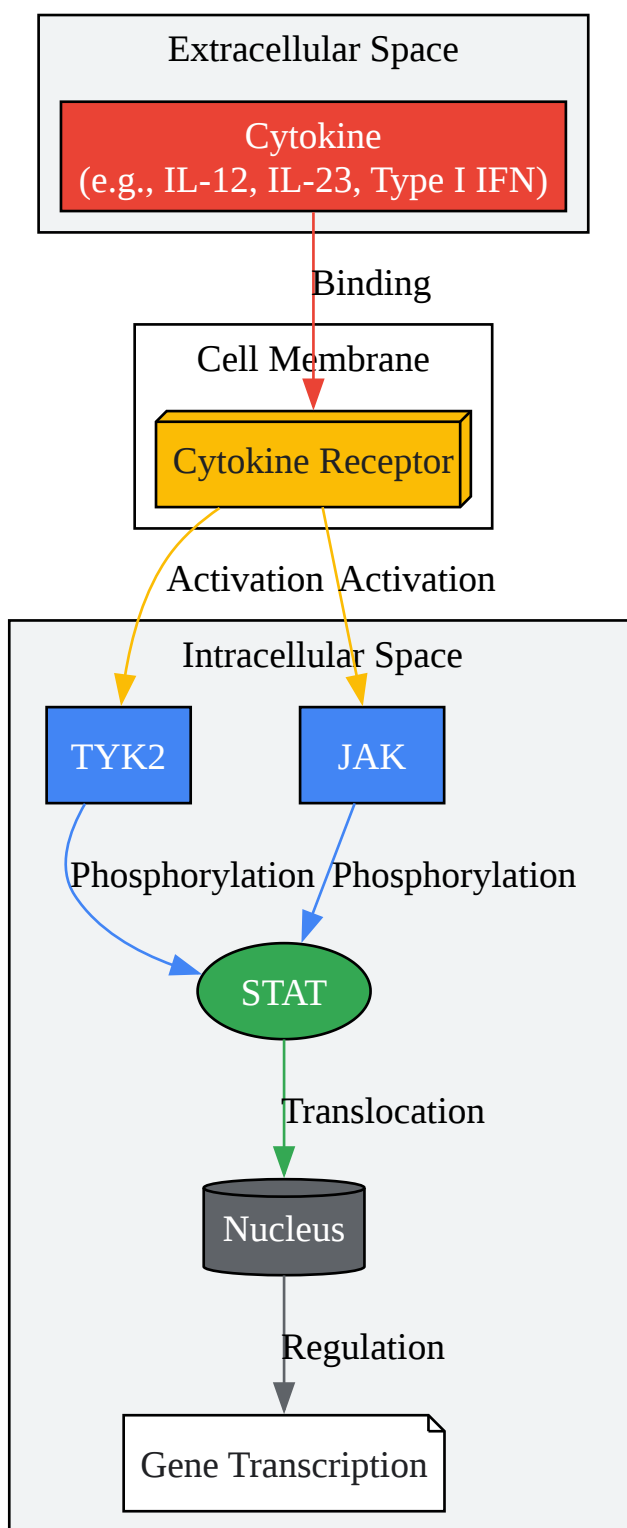 Extracellular Space
Cytokine
(e.g., IL-12, IL-23, Type I IFN)
Binding
Cell Membrane
Cytokine Receptor
Activation
Activation
Intracellular Space
TYK2
JAK
Phosphorylation
Phosphorylation
STAT
Translocation
Nucleus
Regulation
Gene Transcription